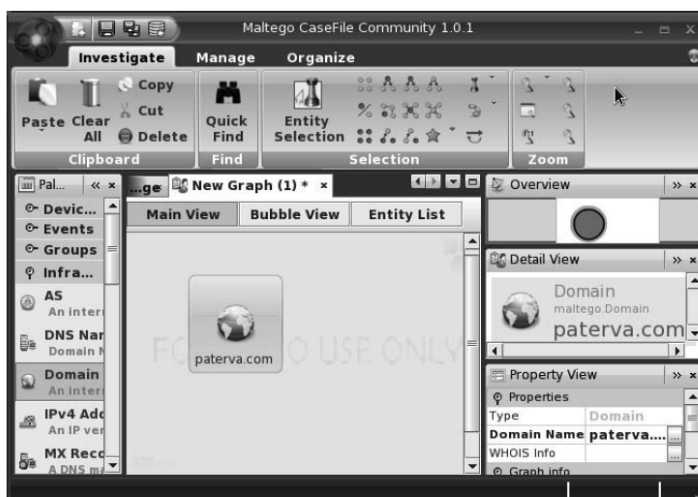 Maltego CaseFile Community 1.0.1
Investigate Manage Organize
Paste
Clear All
Copy
Cut
Delete
Clipboard
Quick Find
Find
Entity Selection
Selection
Zoom
Pal...
...ge
New Graph (1) *
Main View Bubble View Entity List
Devic...
Events
Groups
Infra...
AS
An inter
DNS Nar
Domain N
Domain
An inter
IPv4 Add
An IP ver
MX Reco
A DNS ma
paterva.com
USE ONLY
Overview
Detail View
Domain
maltego.Domain
paterva.com
Property View
Properties
Type Domain
Domain Name paterva....
WHOIS Info
Graph info